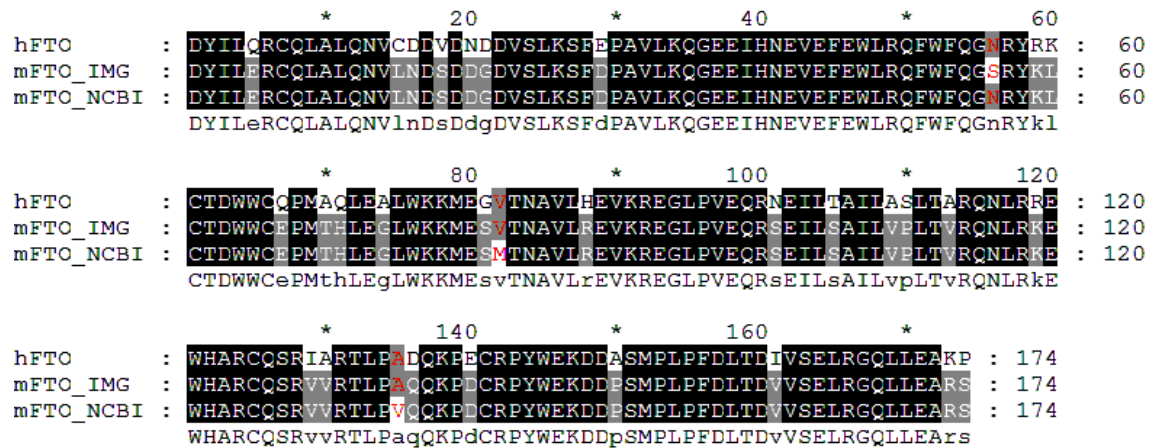 * 20 * 40 * 60
hFTO : DYILQRCQLALQNVCDDVDNDDVSLKSFEPAVLKQGEEIHNEVEFEWLRQFWFQGNRYRK : 60
mFTO_IMG : DYILERCQLALQNVLNDSDDGDVSLKSFDPAVLKQGEEIHNEVEFEWLRQFWFQGSRYKL : 60
mFTO_NCBI : DYILERCQLALQNVLNDSDDGDVSLKSFDPAVLKQGEEIHNEVEFEWLRQFWFQGNRYKL : 60
DYILeRCQLALQNVlnDsDdgDVSLKSFdPAVLKQGEEIHNEVEFEWLRQFWFQGnRYkl
* 80 * 100 * 120
hFTO : CTDWWCQPMAQLEALWKKMEGVTNAVLHEVKREGLPVEQRNEILTAILASLTARQNLRRE : 120
mFTO_IMG : CTDWWCEPMTHLEGLWKKMESVTNAVLREVKREGLPVEQRSEILSAILVPLTVRQNLRKE : 120
mFTO_NCBI : CTDWWCEPMTHLEGLWKKMESMTNAVLREVKREGLPVEQRSEILSAILVPLTVRQNLRKE : 120
CTDWWCePMthLEgLWKKMEsvTNAVLrEVKREGLPVEQRsEILsAILvpLTvRQNLRkE
* 140 * 160 *
hFTO : WHARCQSRIARTLPADQKPECRPYWEKDDASMPLPFDLTDIVSELRGQLLEAKP : 174
mFTO_IMG : WHARCQSRVVRTLPAQQKPDCRPYWEKDDPSMPLPFDLTDVVSELRGQLLEARS : 174
mFTO_NCBI : WHARCQSRVVRTLPVQQKPDCRPYWEKDDPSMPLPFDLTDVVSELRGQLLEARS : 174
WHARCQSRvvRTLPaqQKPdCRPYWEKDDpSMPLPFDLTDvVSELRGQLLEArs